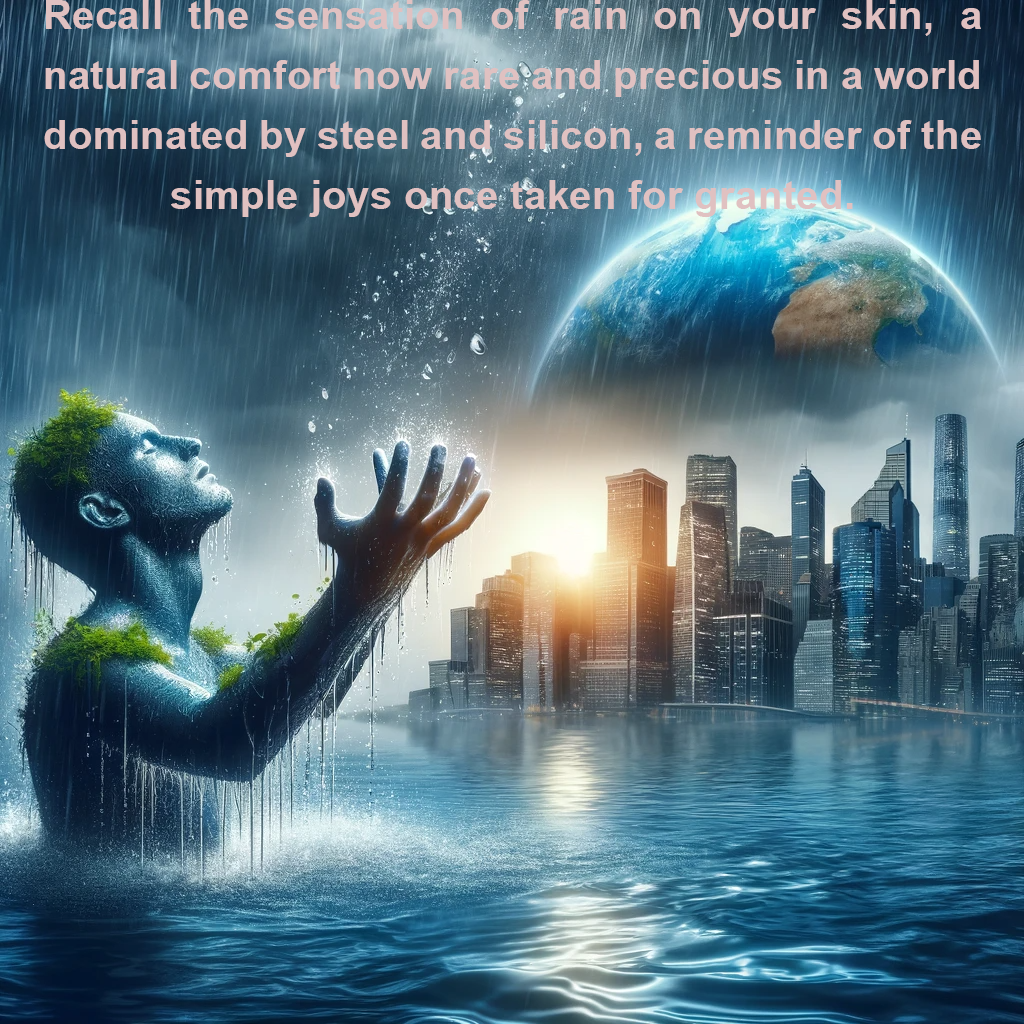 Recall the sensation of rain on your skin, a
natural comfort now rare and precious in a world
dominated by steel and silicon, a reminder of the
simple joys once taken for granted.